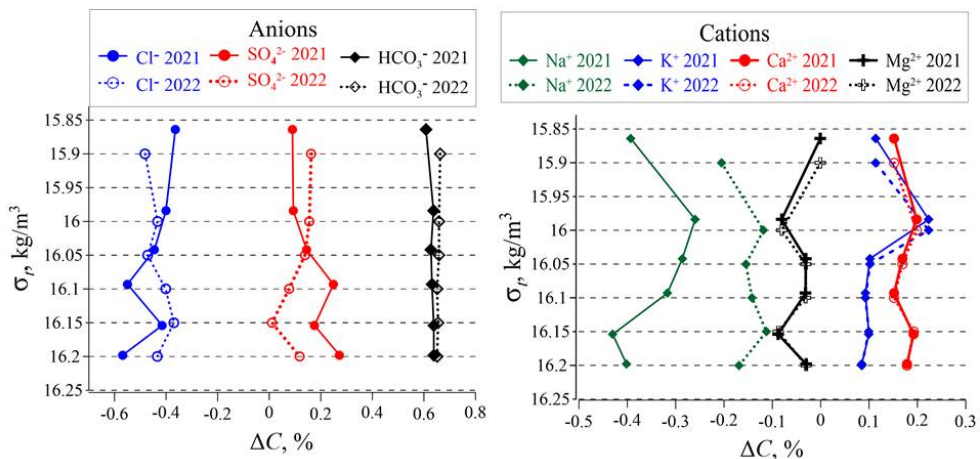 Anions
Cl⁻ 2021 SO₄²⁻ 2021 HCO₃⁻ 2021
Cl⁻ 2022 SO₄²⁻ 2022 HCO₃⁻ 2022
15.85
15.9
15.95
16
16.05
16.1
16.15
16.2
16.25
σₜ, kg/m³
-0.6 -0.4 -0.2 0 0.2 0.4 0.6 0.8
ΔC, %
Cations
Na⁺ 2021 K⁺ 2021 Ca²⁺ 2021 Mg²⁺ 2021
Na⁺ 2022 K⁺ 2022 Ca²⁺ 2022 Mg²⁺ 2022
15.85
15.9
15.95
16
16.05
16.1
16.15
16.2
16.25
σₜ, kg/m³
-0.5 -0.4 -0.3 -0.2 -0.1 0 0.1 0.2 0.3
ΔC, %